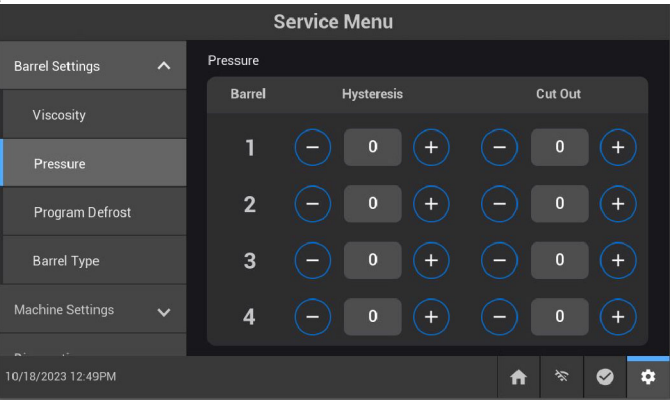 Service Menu
Barrel Settings
Pressure
Barrel Hysteresis Cut Out
Viscosity
1 − 0 + − 0 +
Pressure
2 − 0 + − 0 +
Program Defrost
3 − 0 + − 0 +
Barrel Type
Machine Settings
4 − 0 + − 0 +
10/18/2023 12:49PM